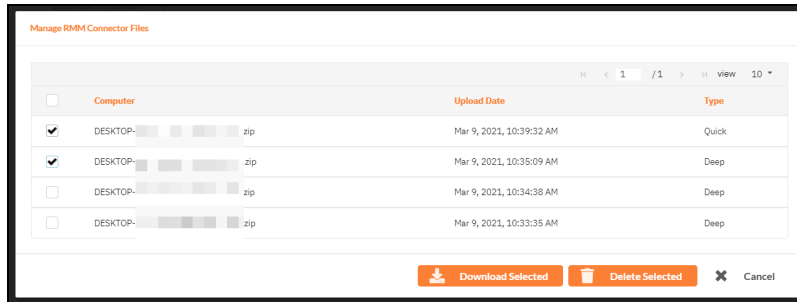 Manage RMM Connector Files
1 /1 view 10
Computer Upload Date Type
DESKTOP- zip Mar 9, 2021, 10:39:32 AM Quick
DESKTOP- .zip Mar 9, 2021, 10:35:09 AM Deep
DESKTOP- zip Mar 9, 2021, 10:34:38 AM Deep
DESKTOP- .zip Mar 9, 2021, 10:33:35 AM Deep
Download Selected Delete Selected Cancel